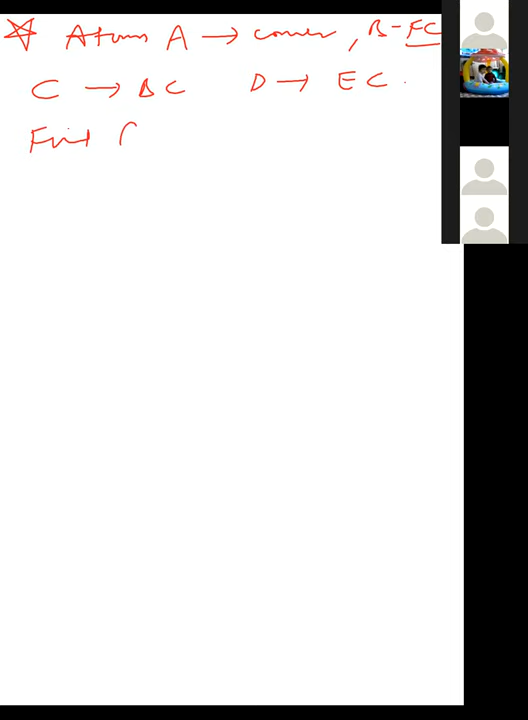 Atoms A → corner, B - FC
C → BC D → EC.
Find